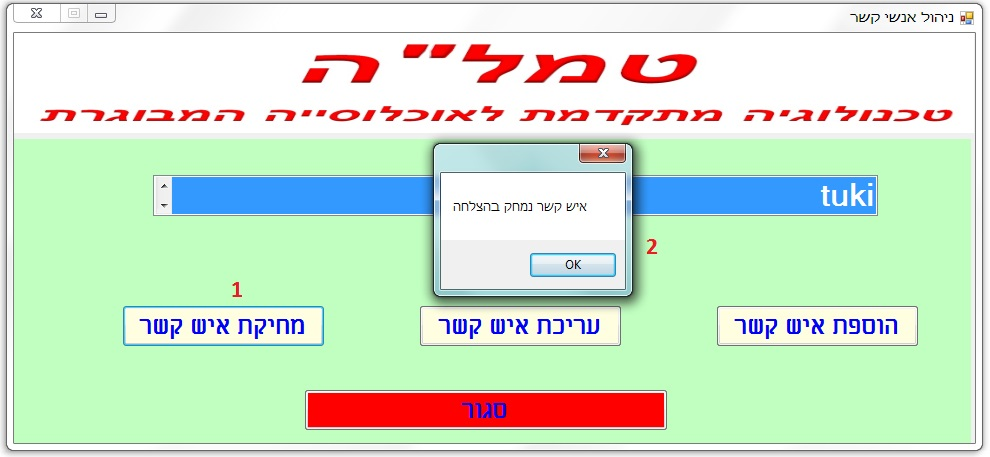 ניהול אנשי קשר
טמל"ה
טכנולוגיה מתקדמת לאוכלוסייה המבוגרת
tuki
איש קשר נמחק בהצלחה
OK
2
1
הוספת איש קשר
עריכת איש קשר
מחיקת איש קשר
סגור